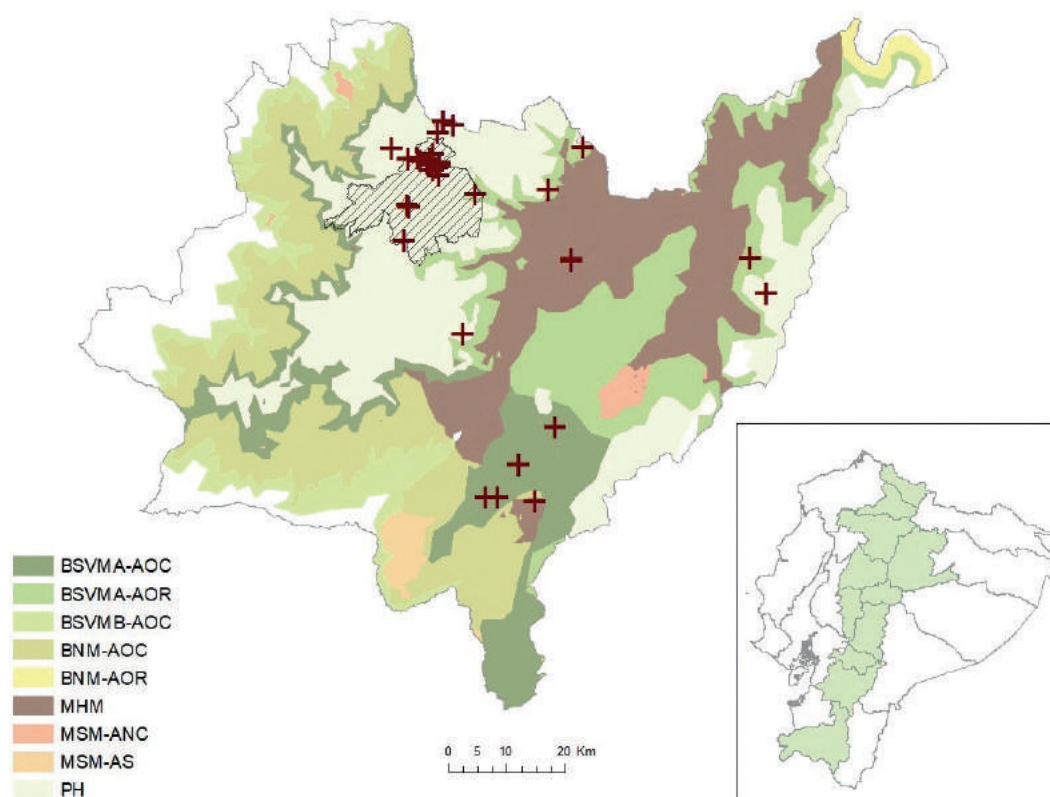 BSVMA-AOC
BSVMA-AOR
BSVMB-AOC
BNM-AOC
BNM-AOR
MHM
MSM-ANC
MSM-AS
PH
0 5 10 20 Km